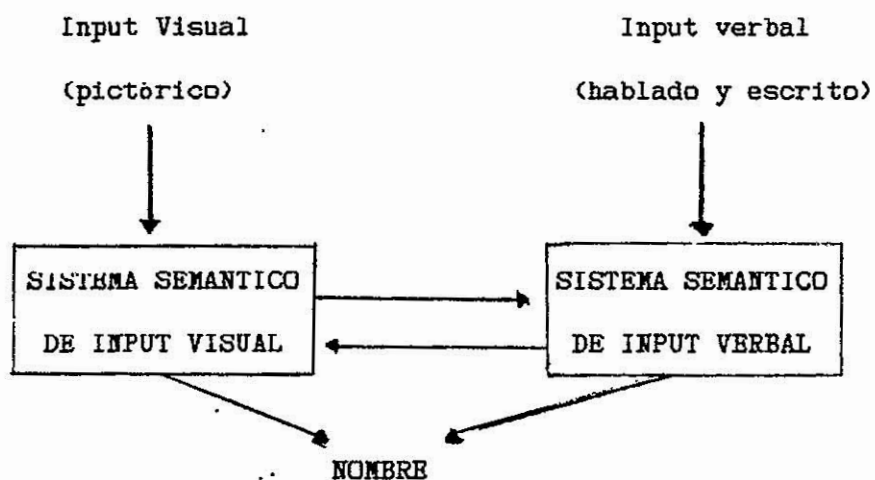 Input Visual
(pictórico)
Input verbal
(hablado y escrito)
SISTEMA SEMANTICO
DE INPUT VISUAL
SISTEMA SEMANTICO
DE INPUT VERBAL
NOMBRE